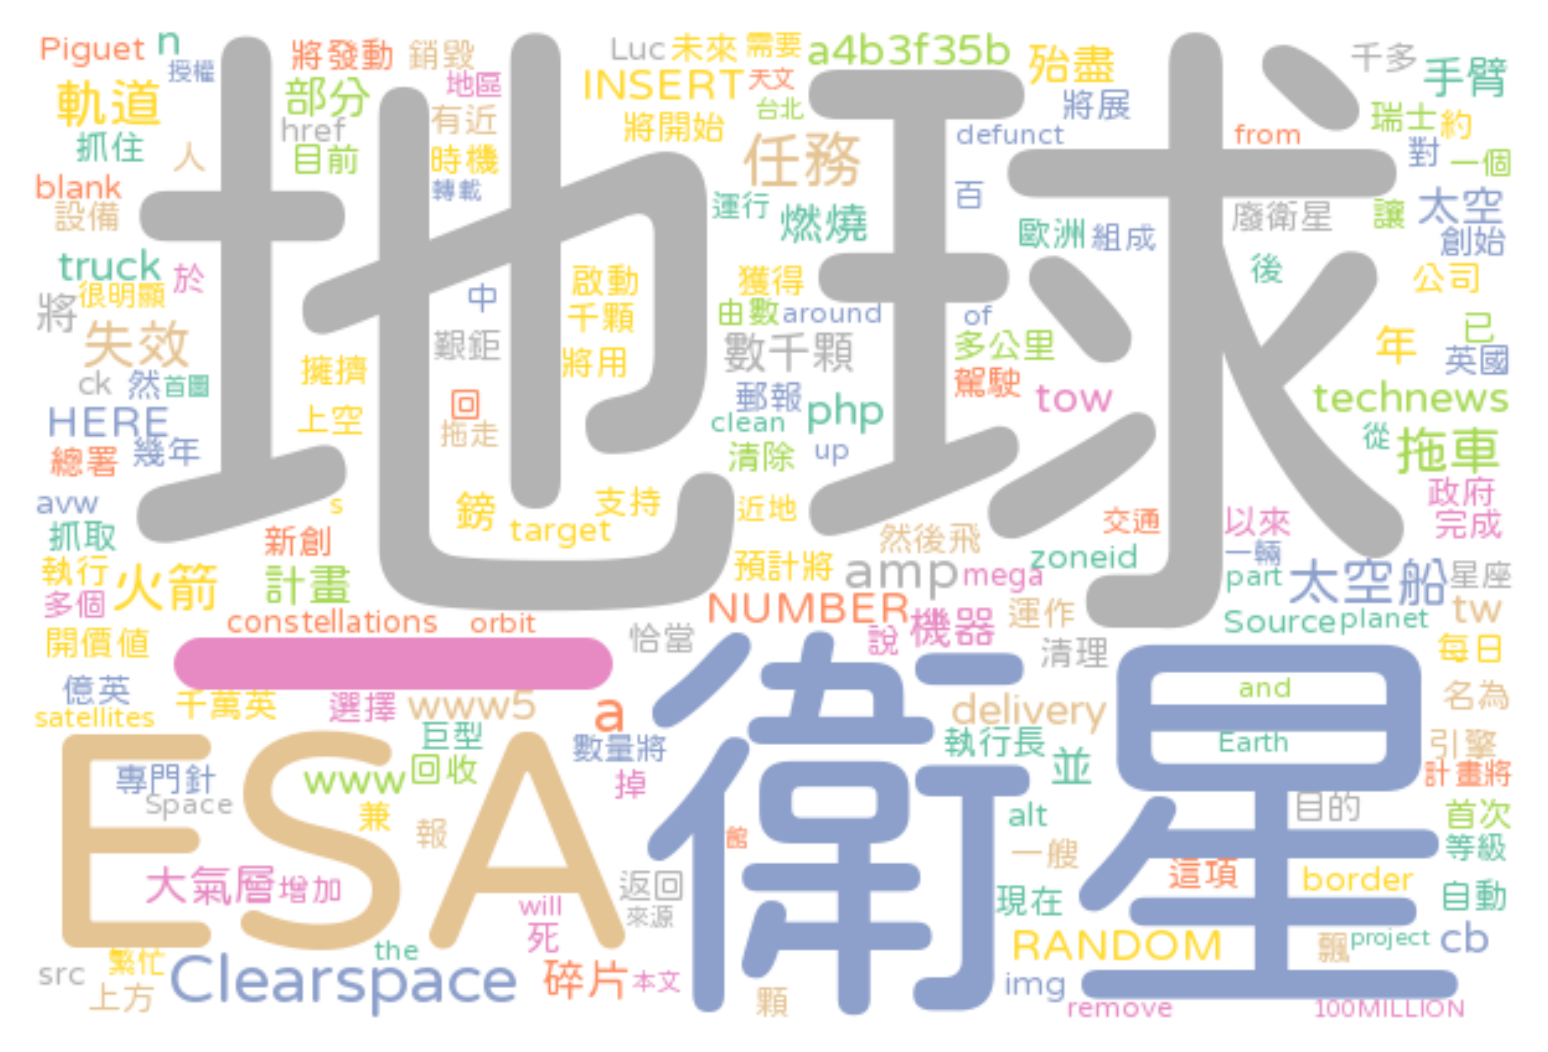 Piguet
n
授權
將發動
銷毀
地區
Luc
未來
需要
a4b3f35b
殆盡
千多
手臂
軌道
部分
INSERT
天文
將展
抓住
人
href
目前
有近
時機
轉載
將開始
台北
任務
defunct
from
瑞士
約
對
一個
blank
設備
地球
運行
燃燒
百
歐洲
組成
廢衛星
讓
太空
創始
truck
於
很明顯
將
失效
中
啟動
千顆
將用
獲得
由數
around
of
後
公司
已
年
英國
艱鉅
數千顆
多公里
ck
然
首圖
擁擠
上空
回
拖走
郵報
php
駕駛
tow
technews
HERE
總署
幾年
clean
清除
up
從
拖車
avw
s
抓取
新創
鎊
target
支持
近地
然後飛
交通
以來
一輛
政府
完成
執行
多個
火箭
計畫
預計將
amp
mega
zoneid
part
太空船
星座
constellations
orbit
NUMBER
說
機器
運作
Source
planet
tw
開價值
一
恰當
清理
每日
億英
satellites
千萬英
選擇
www5
a
衛星
delivery
and
名為
ESA
巨型
數量將
執行長
並
Earth
引擎
計畫將
專門針
Space
www
回收
兼
掉
報
館
alt
目的
首次
一艘
等級
大氣層
增加
返回
來源
現在
這項
border
自動
will
死
the
RANDOM
飄
project
cb
src
繁忙
上方
Clearspace
碎片
本文
顆
img
remove
100MILLION